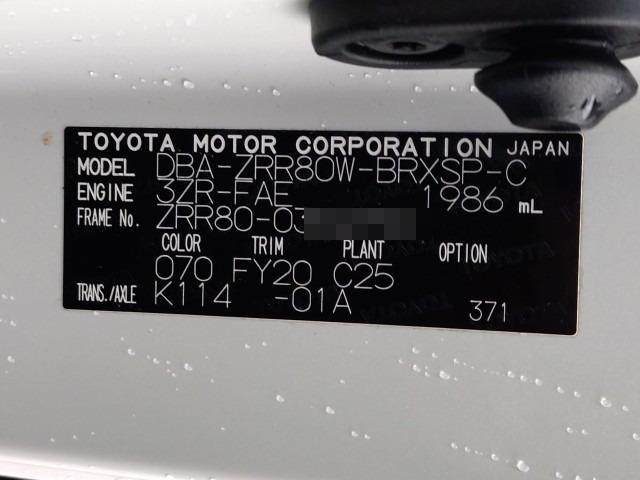 TOYOTA MOTOR CORPORATION JAPAN
MODEL DBA-ZRR80W-BRXSP-C
ENGINE 3ZR-FAE 1986 mL
FRAME No. ZRR80-03
COLOR TRIM PLANT OPTION
070 FY20 C25
TRANS./AXLE K114 -01A 371